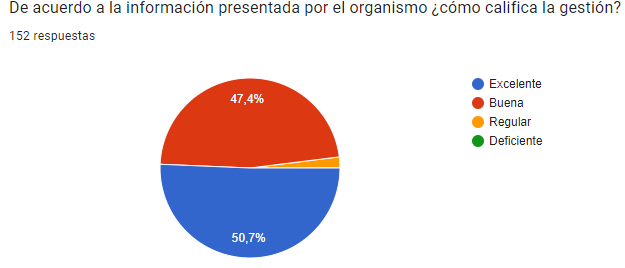 De acuerdo a la información presentada por el organismo ¿cómo califica la gestión?
152 respuestas
47,4%
50,7%
Excelente
Buena
Regular
Deficiente